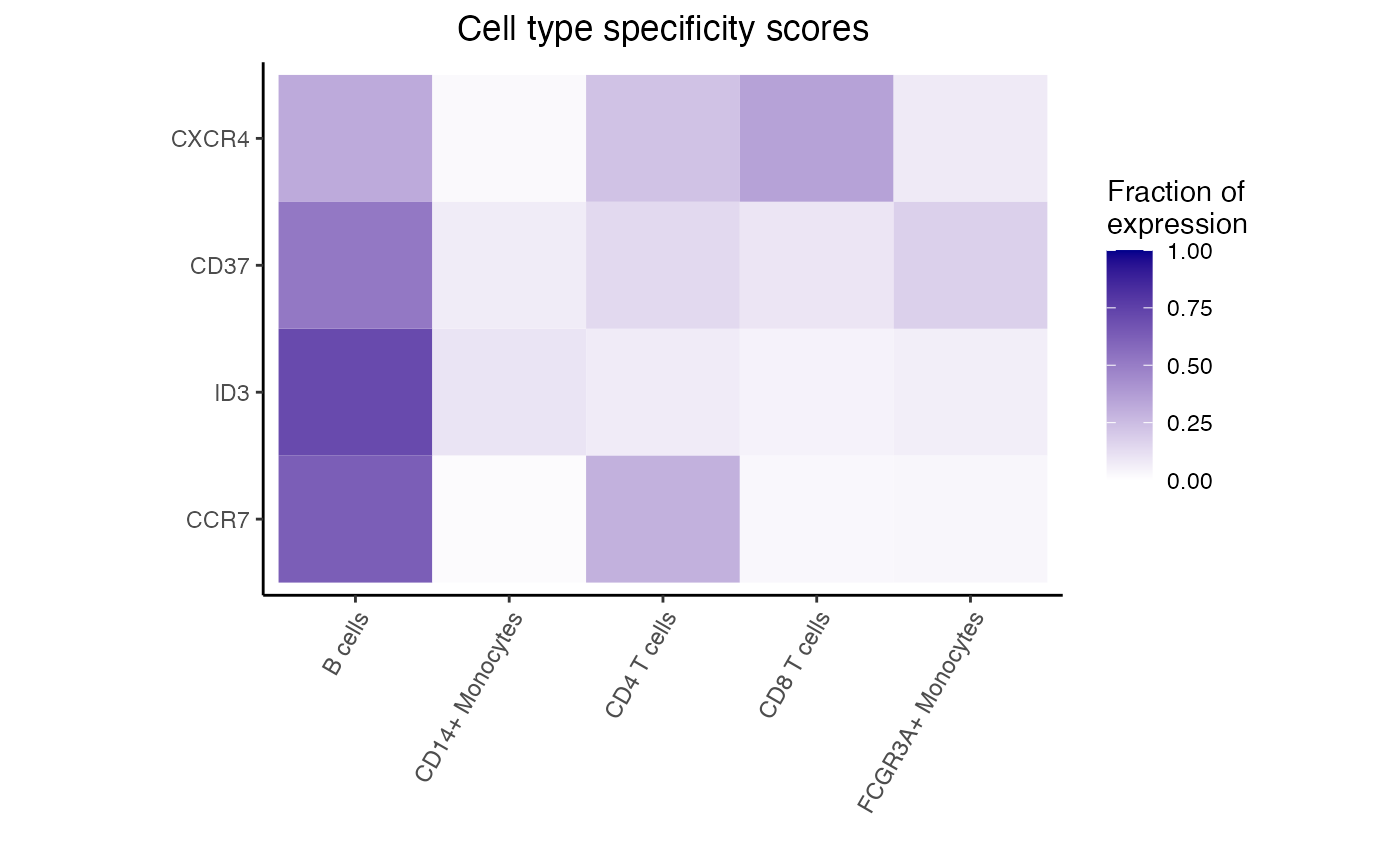 Cell type specificity scores
CXCR4
CD37
ID3
CCR7
B cells
CD14+ Monocytes
CD4 T cells
CD8 T cells
FCGR3A+ Monocytes
Fraction of
expression
1.00
0.75
0.50
0.25
0.00